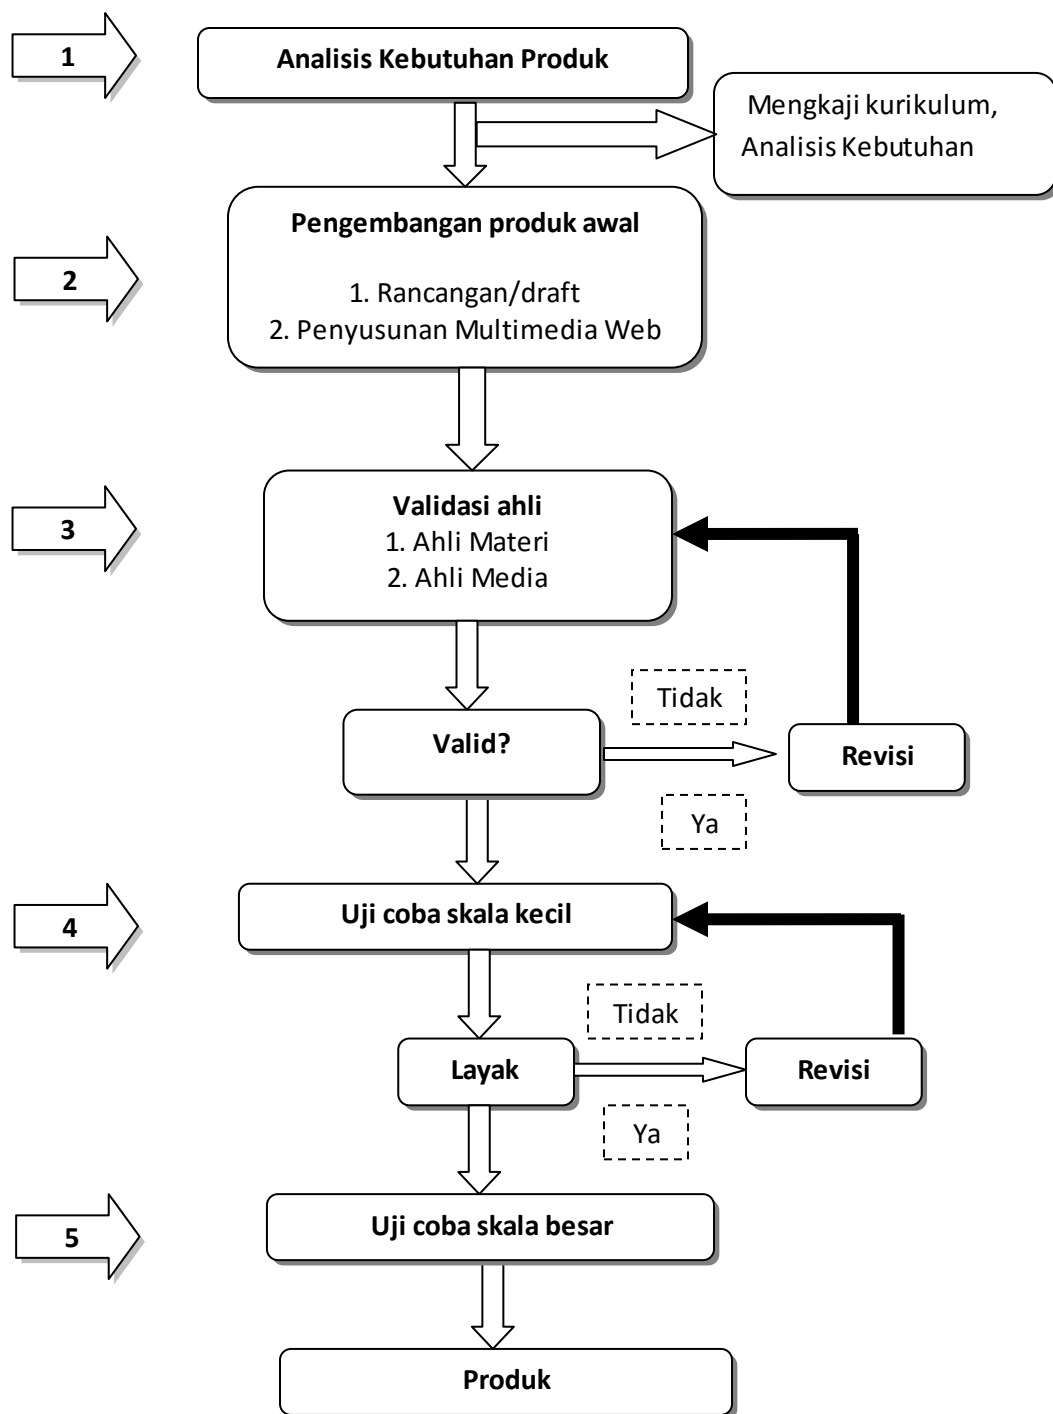 1
Analisis Kebutuhan Produk
Mengkaji kurikulum,
Analisis Kebutuhan
2
Pengembangan produk awal
1. Rancangan/draft
2. Penyusunan Multimedia Web
3
Validasi ahli
1. Ahli Materi
2. Ahli Media
Tidak
Valid?
Revisi
Ya
4
Uji coba skala kecil
Tidak
Layak
Revisi
Ya
5
Uji coba skala besar
Produk